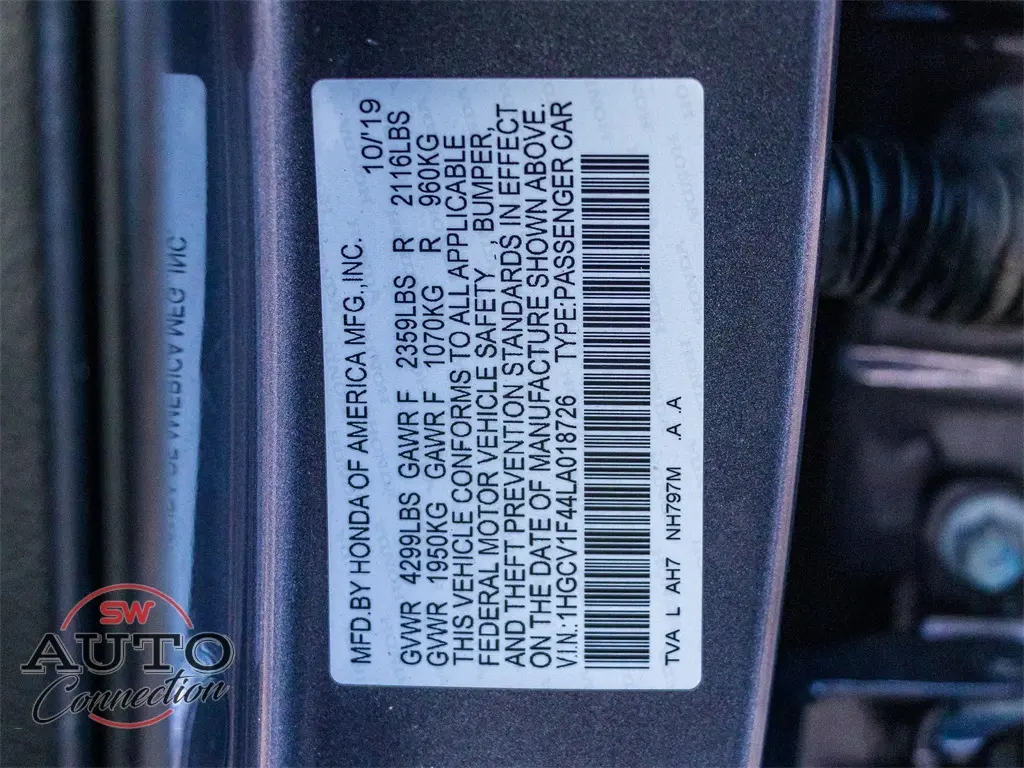 MFD.BY HONDA OF AMERICA MFG.,INC. 10/'19
GVWR 4299LBS GAWR F 2359LBS R 2116LBS
GVWR 1950KG GAWR F 1070KG R 960KG
THIS VEHICLE CONFORMS TO ALL APPLICABLE
FEDERAL MOTOR VEHICLE SAFETY , BUMPER,
AND THEFT PREVENTION STANDARDS IN EFFECT
ON THE DATE OF MANUFACTURE SHOWN ABOVE.
V.I.N.:1HGCV1F44LA018726 TYPE:PASSENGER CAR
TVA L AH7 NH797M .A .A
SW
AUTO
Connection